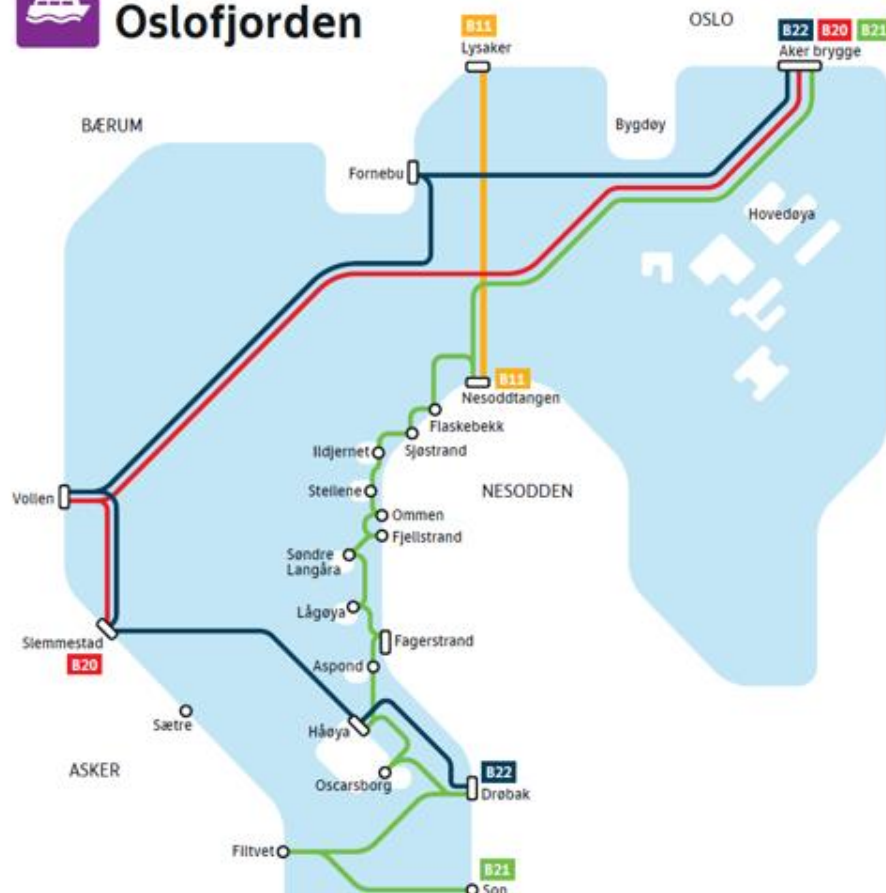 Oslofjorden
B11
Lysaker
OSLO
B22 B20 B21
Aker brygge
BÆRUM
Bygdøy
Fornebu
Hovedøya
B11
Nesoddtangen
Flaskebekk
Ildjernet
Sjøstrand
Steilene
NESODDEN
Vollen
Ommen
Fjellstrand
Søndre
Langåra
Lågøya
Slemmestad
B20
Fagerstrand
Aspond
Sætre
Håøya
ASKER
Oscarsborg
B22
Drøbak
Filtvet
B21
Son